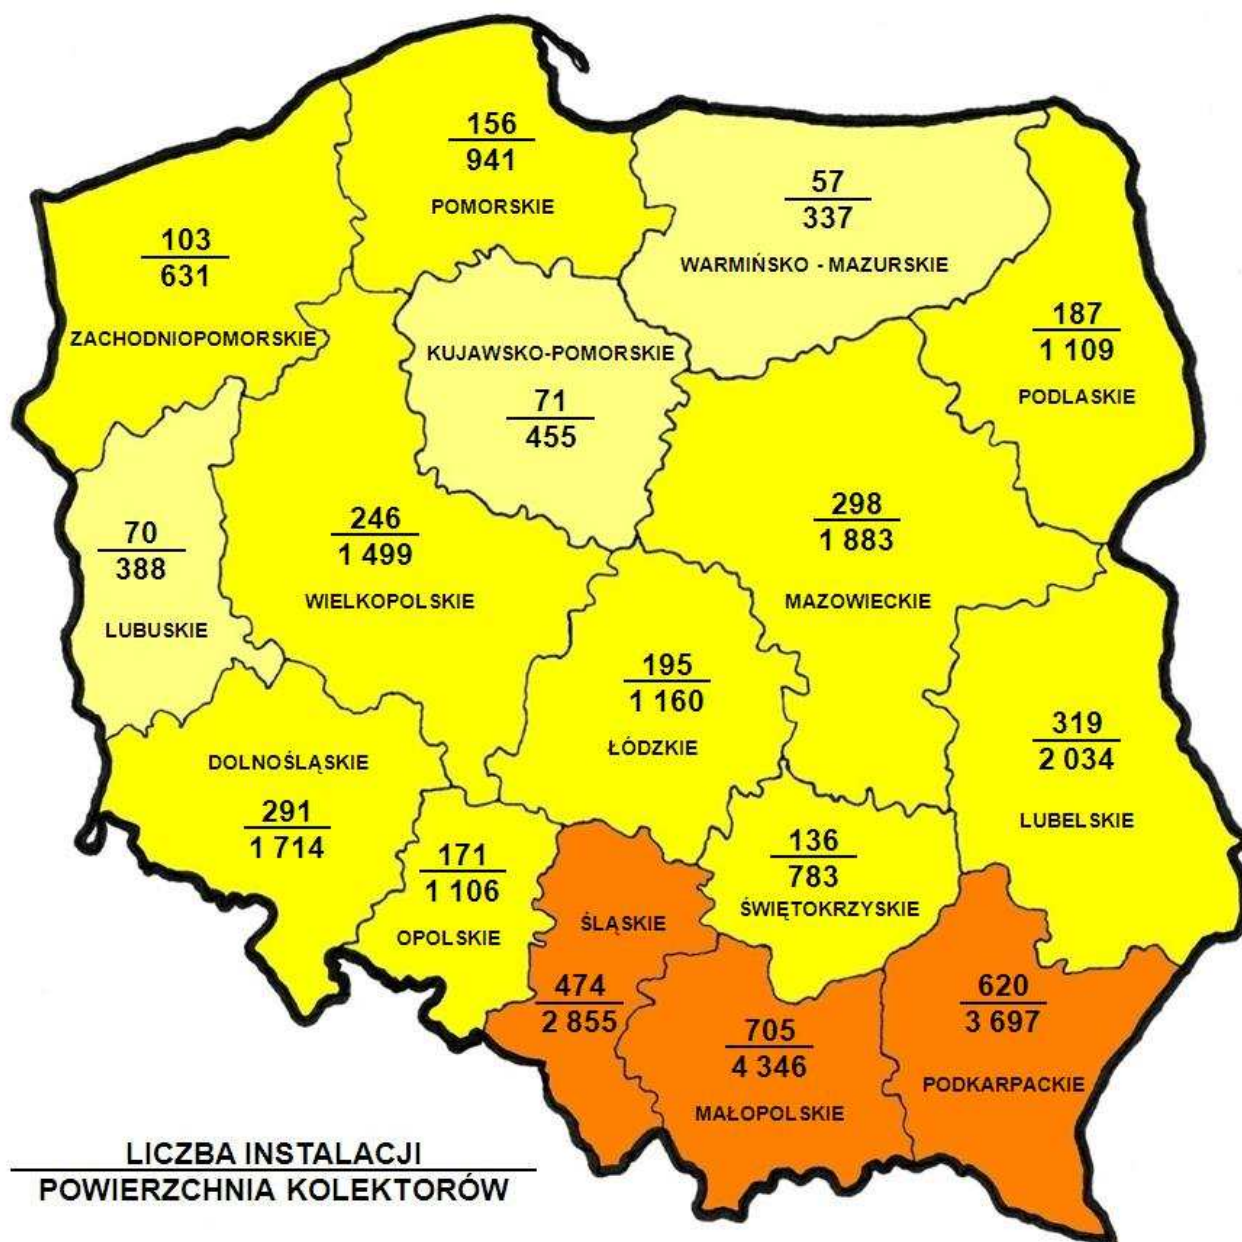 156
941
POMORSKIE
57
337
WARMIŃSKO - MAZURSKIE
103
631
ZACHODNIOPOMORSKIE
187
1 109
PODLASKIE
KUJAWSKO-POMORSKIE
71
455
70
388
LUBUSKIE
246
1 499
WIELKOPOLSKIE
298
1 883
MAZOWIECKIE
195
1 160
ŁÓDZKIE
319
2 034
LUBELSKIE
DOLNOŚLĄSKIE
291
1 714
171
1 106
OPOLSKIE
136
783
ŚWIĘTOKRZYSKIE
ŚLĄSKIE
474
2 855
705
4 346
MAŁOPOLSKIE
620
3 697
PODKARPACKIE
LICZBA INSTALACJI
POWIERZCHNIA KOLEKTORÓW